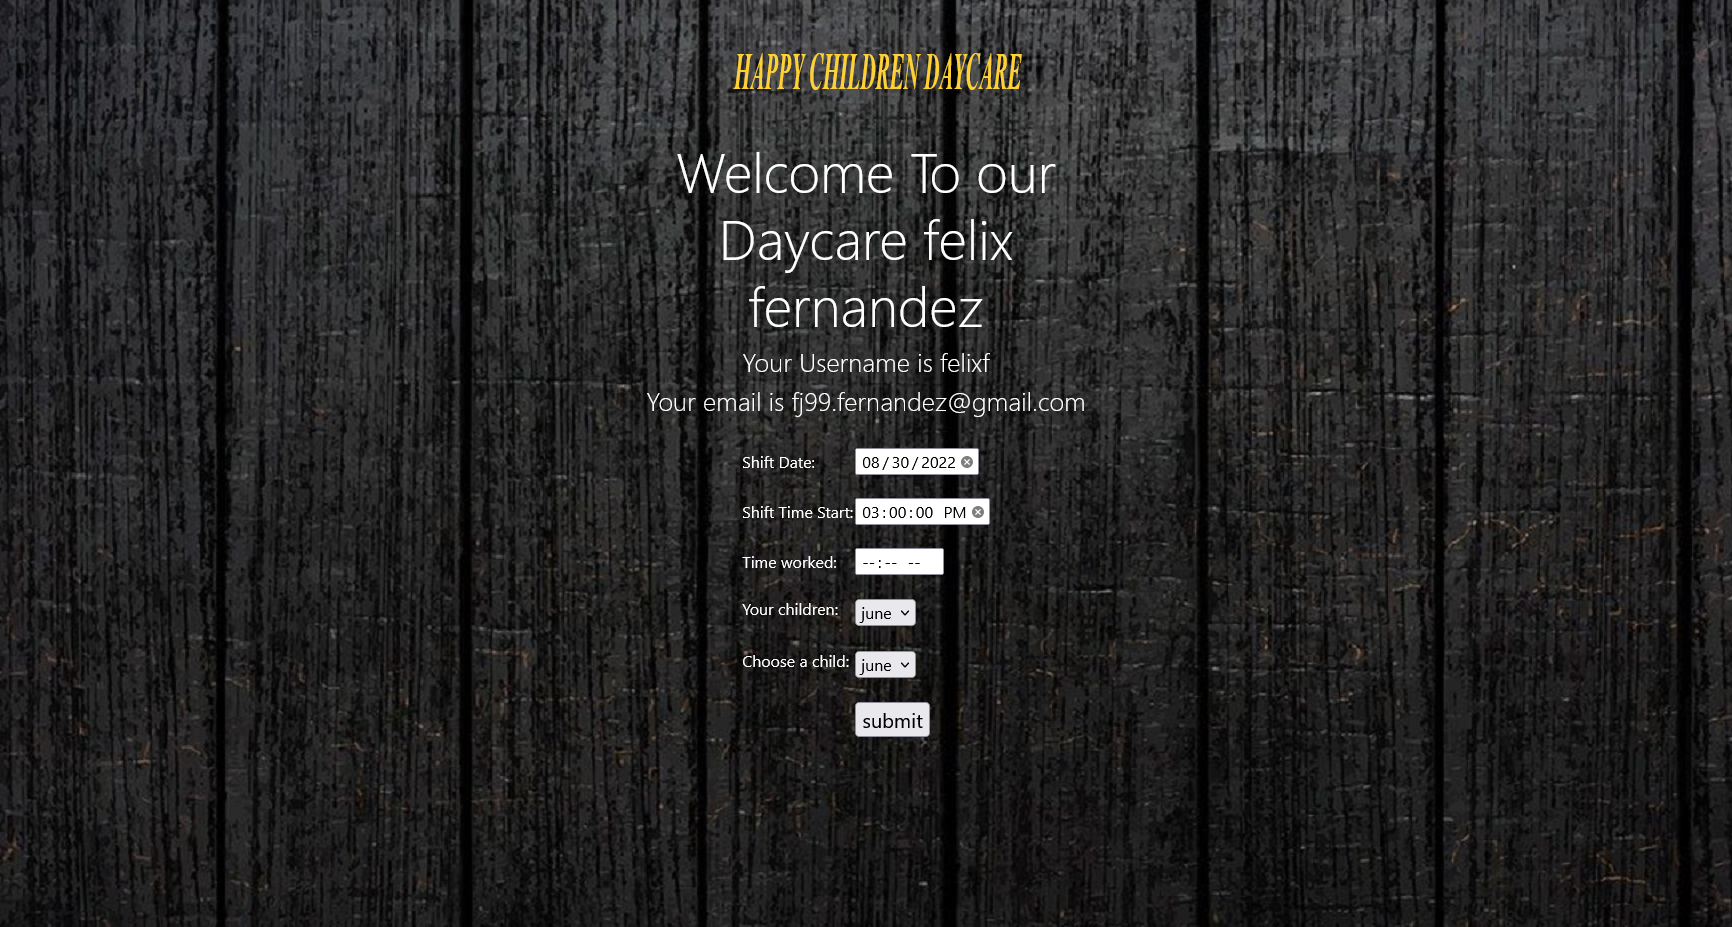 HAPPY CHILDREN DAYCARE
Welcome To our
Daycare felix
fernandez
Your Username is felixf
Your email is fj99.fernandez@gmail.com
Shift Date: 08/30/2022
Shift Time Start: 03:00:00 PM
Time worked: --:-- --
Your children: june
Choose a child: june
submit